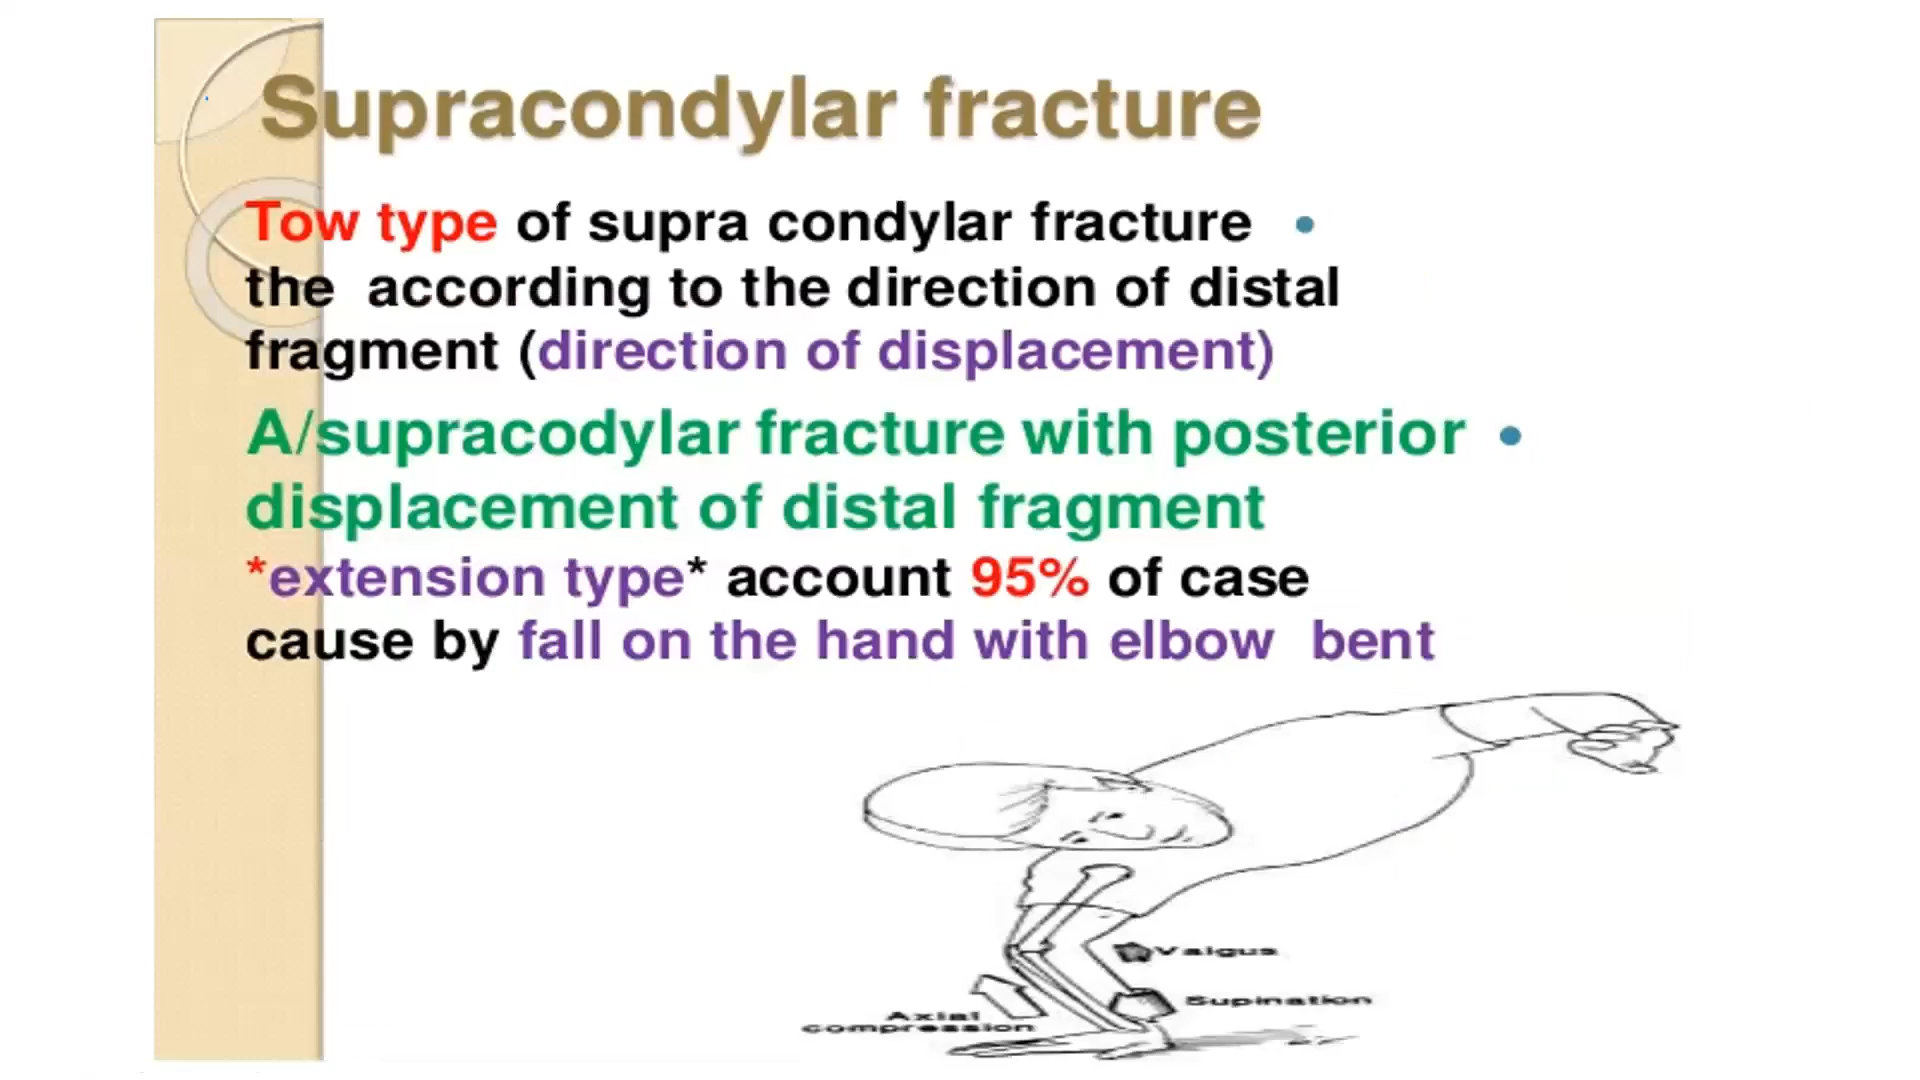 Supracondylar fracture
Tow type of supra condylar fracture •
the  according to the direction of distal
fragment (direction of displacement)
A/supracodylar fracture with posterior •
displacement of distal fragment
*extension type* account 95% of case
cause by fall on the hand with elbow  bent
Valgus
Supination
Axial
compression